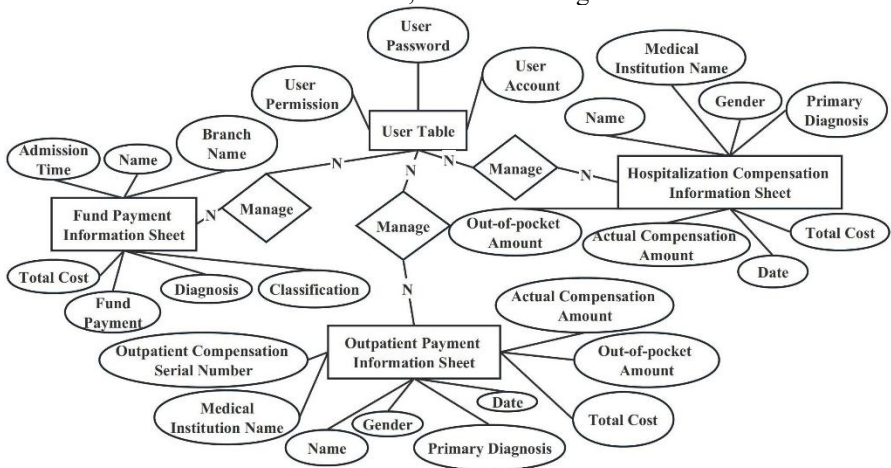 User
Password
User
Permission
User
Account
User Table
Medical
Institution Name
Gender
Primary
Diagnosis
Name
Hospitalization Compensation
Information Sheet
N
Manage
N
Out-of-pocket
Amount
Actual Compensation
Amount
Date
Total Cost
Admission
Time
Name
Branch
Name
N
Manage
N
Fund Payment
Information Sheet
Total Cost
Fund
Payment
Diagnosis
Classification
N
Manage
N
Outpatient Payment
Information Sheet
Outpatient Compensation
Serial Number
Medical
Institution Name
Name
Gender
Primary Diagnosis
Date
Actual Compensation
Amount
Out-of-pocket
Amount
Total Cost